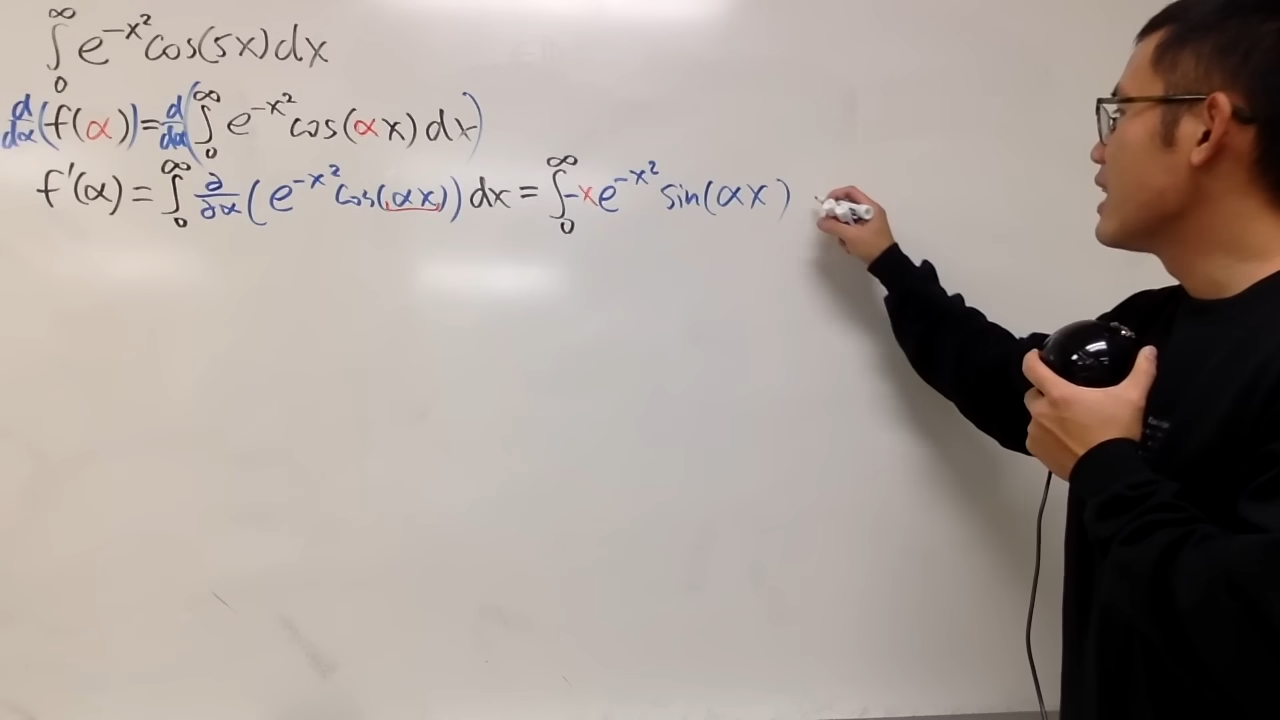 ∫₀^∞ e^{-x²} cos(5x) dx
d/dα (f(α)) = d/dα (∫₀^∞ e^{-x²} cos(αx) dx)
f'(α) = ∫₀^∞ ∂/∂α (e^{-x²} cos(αx)) dx = ∫₀^∞ -x e^{-x²} sin(αx)